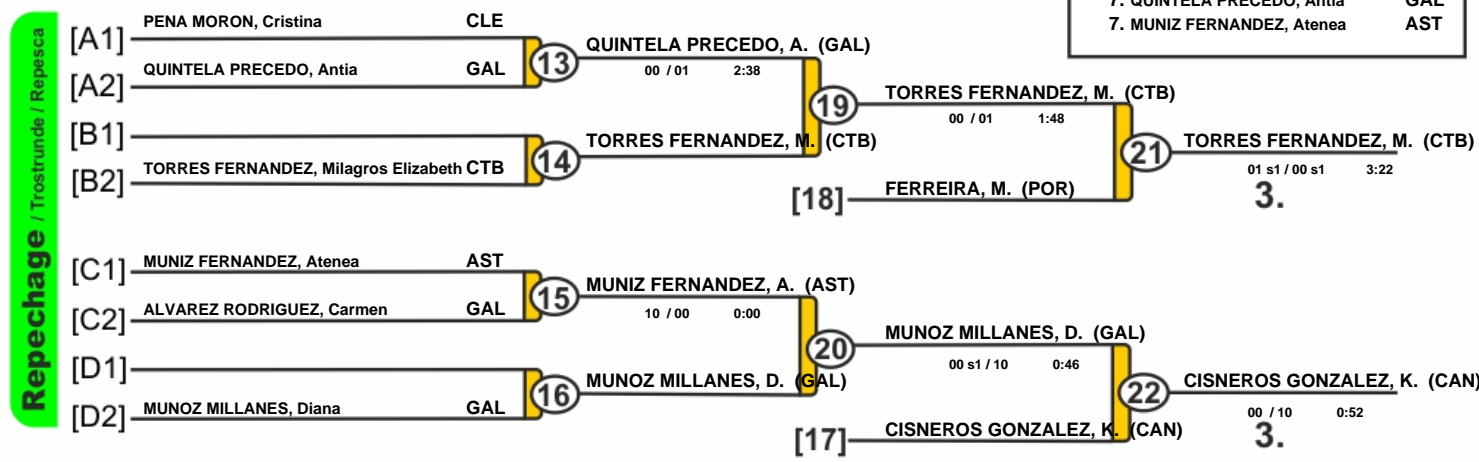 7. QUINTELA PRECEDO, Antia GAL
7. MUNIZ FERNANDEZ, Atenea AST
Repechage / Trostrunde / Repesca
[A1] PENA MORON, Cristina CLE
[A2] QUINTELA PRECEDO, Antia GAL
13 QUINTELA PRECEDO, A. (GAL)
00 / 01 2:38
[B1]
[B2] TORRES FERNANDEZ, Milagros Elizabeth CTB
14 TORRES FERNANDEZ, M. (CTB)
19 TORRES FERNANDEZ, M. (CTB)
00 / 01 1:48
[18] FERREIRA, M. (POR)
21 TORRES FERNANDEZ, M. (CTB)
01 s1 / 00 s1 3:22
3.
[C1] MUNIZ FERNANDEZ, Atenea AST
[C2] ALVAREZ RODRIGUEZ, Carmen GAL
15 MUNIZ FERNANDEZ, A. (AST)
10 / 00 0:00
[D1]
[D2] MUNOZ MILLANES, Diana GAL
16 MUNOZ MILLANES, D. (GAL)
20 MUNOZ MILLANES, D. (GAL)
00 s1 / 10 0:46
[17] CISNEROS GONZALEZ, K. (CAN)
22 CISNEROS GONZALEZ, K. (CAN)
00 / 10 0:52
3.